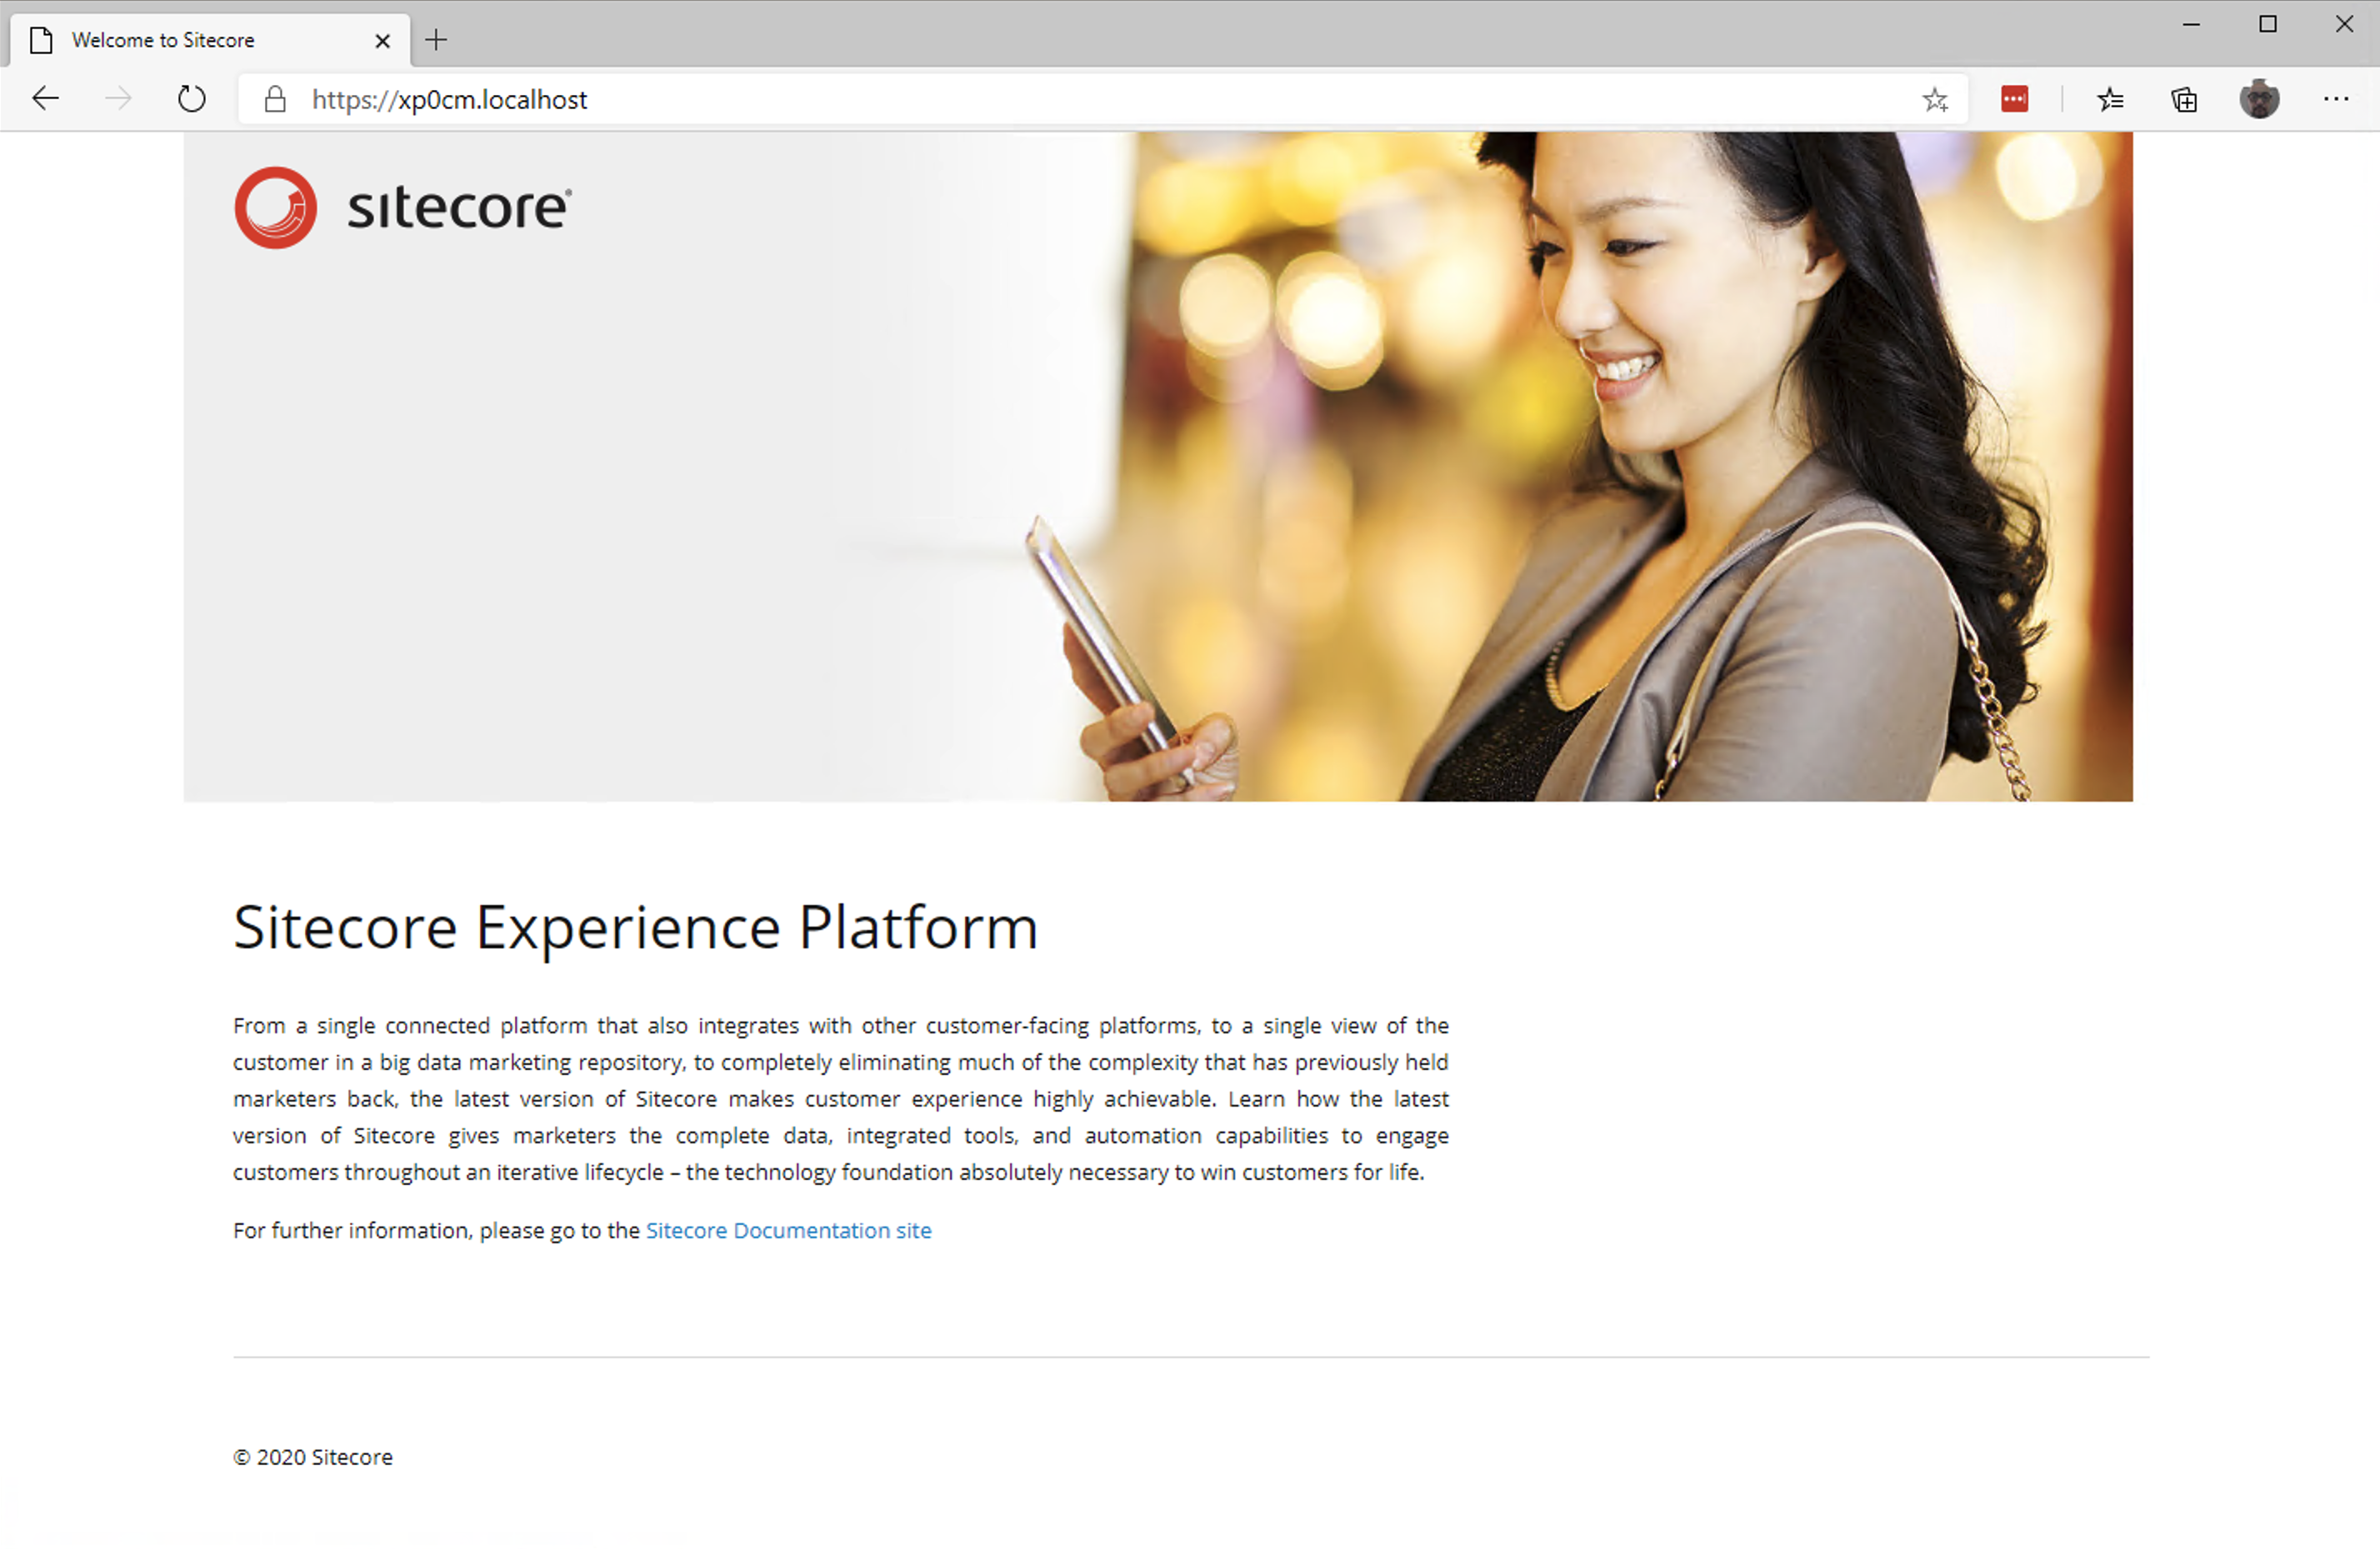 Welcome to Sitecore
https://xp0cm.localhost
sitecore®
Sitecore Experience Platform
From a single connected platform that also integrates with other customer-facing platforms, to a single view of the
customer in a big data marketing repository, to completely eliminating much of the complexity that has previously held
marketers back, the latest version of Sitecore makes customer experience highly achievable. Learn how the latest
version of Sitecore gives marketers the complete data, integrated tools, and automation capabilities to engage
customers throughout an iterative lifecycle – the technology foundation absolutely necessary to win customers for life.
For further information, please go to the Sitecore Documentation site
© 2020 Sitecore